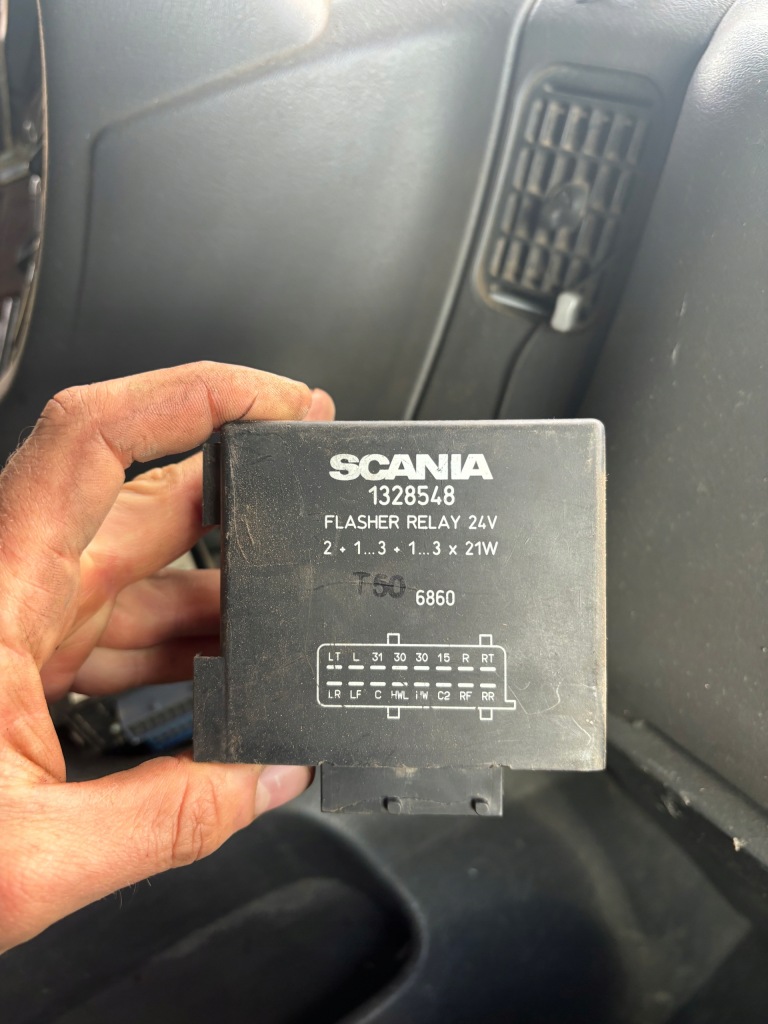 SCANIA
1328548
FLASHER RELAY 24V
2 + 1...3 + 1...3 x 21W
T50 6860
LT L 31 30 30 15 R RT
LR LF C HWL C2 RF RR